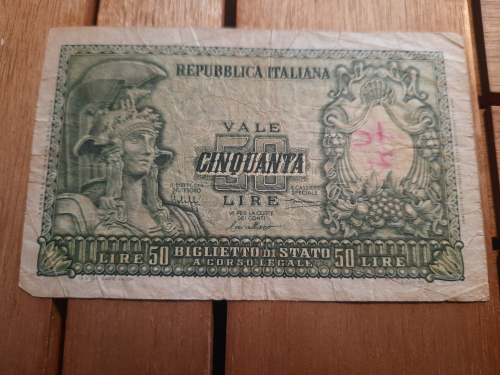 REPUBBLICA ITALIANA
VALE
50
CINQUANTA
LIRE
IL DIRETTORE
DEL TESORO
IL CASSIERE
SPECIALE
VISTO PER LA CORTE
DEI CONTI
LIRE 50 BIGLIETTO DI STATO 50 LIRE
A CORSO LEGALE